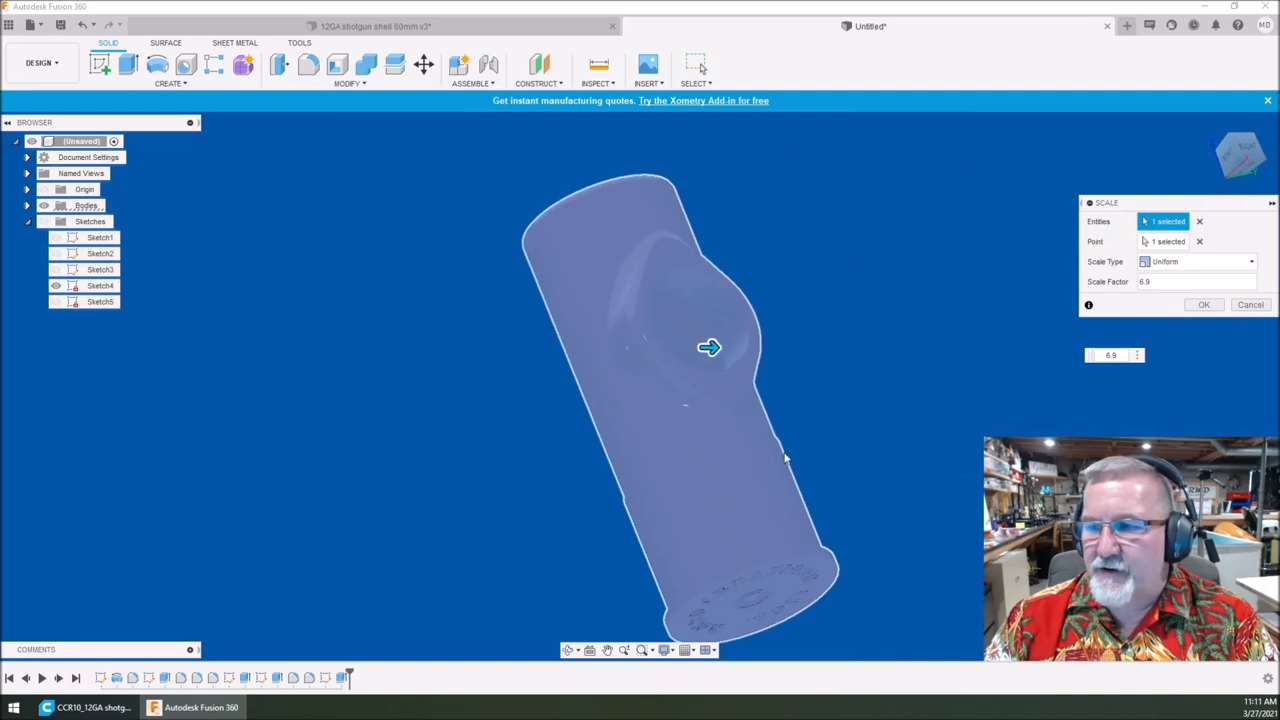 Autodesk Fusion 360
12GA shotgun shell 60mm v3*
Untitled*
MD
DESIGN
SOLID SURFACE SHEET METAL TOOLS
CREATE MODIFY ASSEMBLE CONSTRUCT INSPECT INSERT SELECT
Get instant manufacturing quotes. Try the Xometry Add-in for free
BROWSER
(Unsaved)
Document Settings
Named Views
Origin
Bodies
Sketches
Sketch1
Sketch2
Sketch3
Sketch4
Sketch5
RIGHT
SCALE
Entities 1 selected
Point 1 selected
Scale Type Uniform
Scale Factor 6.9
OK Cancel
6.9
COMMENTS
CCR10_12GA shotg...
Autodesk Fusion 360
11:11 AM
3/27/2021